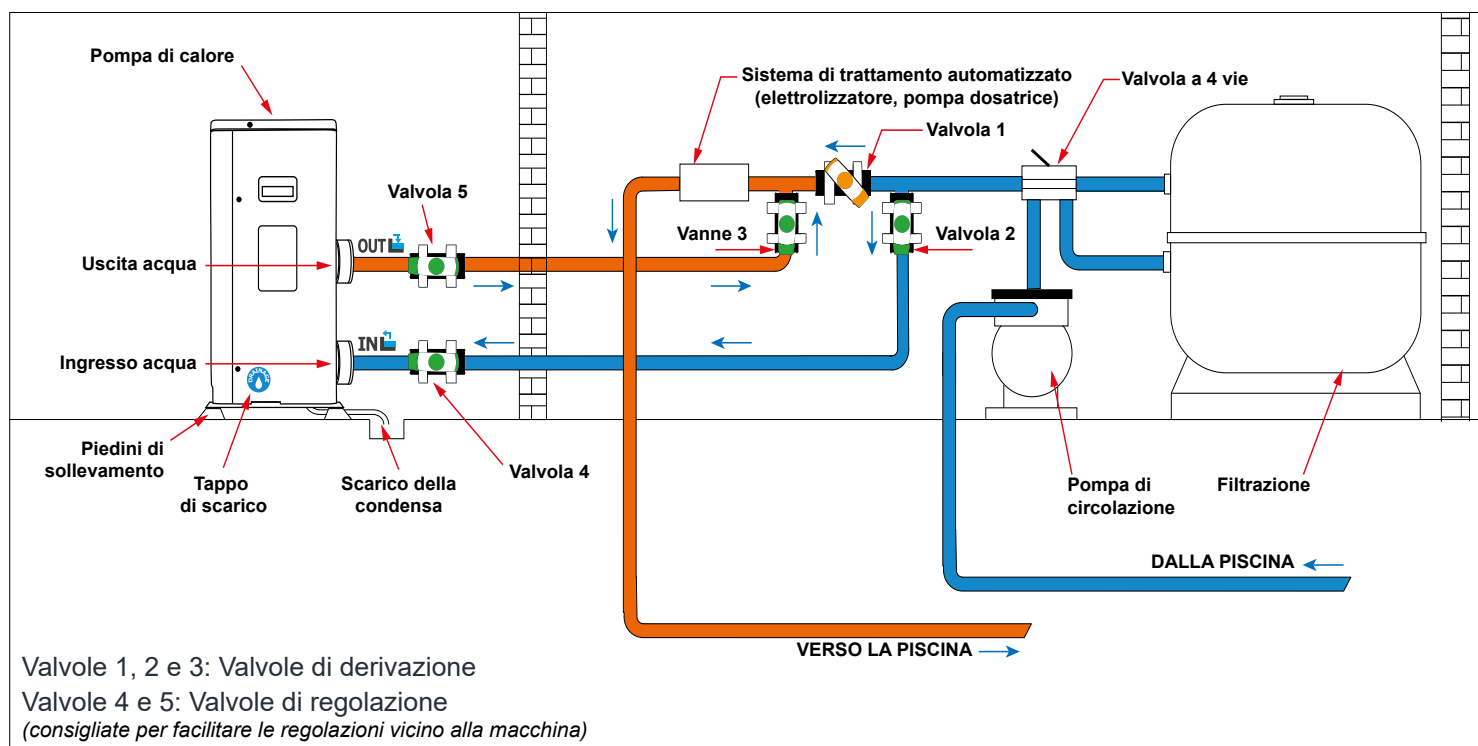 Pompa di calore
Sistema di trattamento automatizzato
(elettrolizzatore, pompa dosatrice)
Valvola a 4 vie
Valvola 1
Valvola 5
Vanne 3
Valvola 2
OUT
Uscita acqua
IN
Ingresso acqua
DRAINAGE
Piedini di
sollevamento
Tappo
di scarico
Scarico della
condensa
Valvola 4
Pompa di
circolazione
Filtrazione
DALLA PISCINA
VERSO LA PISCINA
Valvole 1, 2 e 3: Valvole di derivazione
Valvole 4 e 5: Valvole di regolazione
(consigliate per facilitare le regolazioni vicino alla macchina)